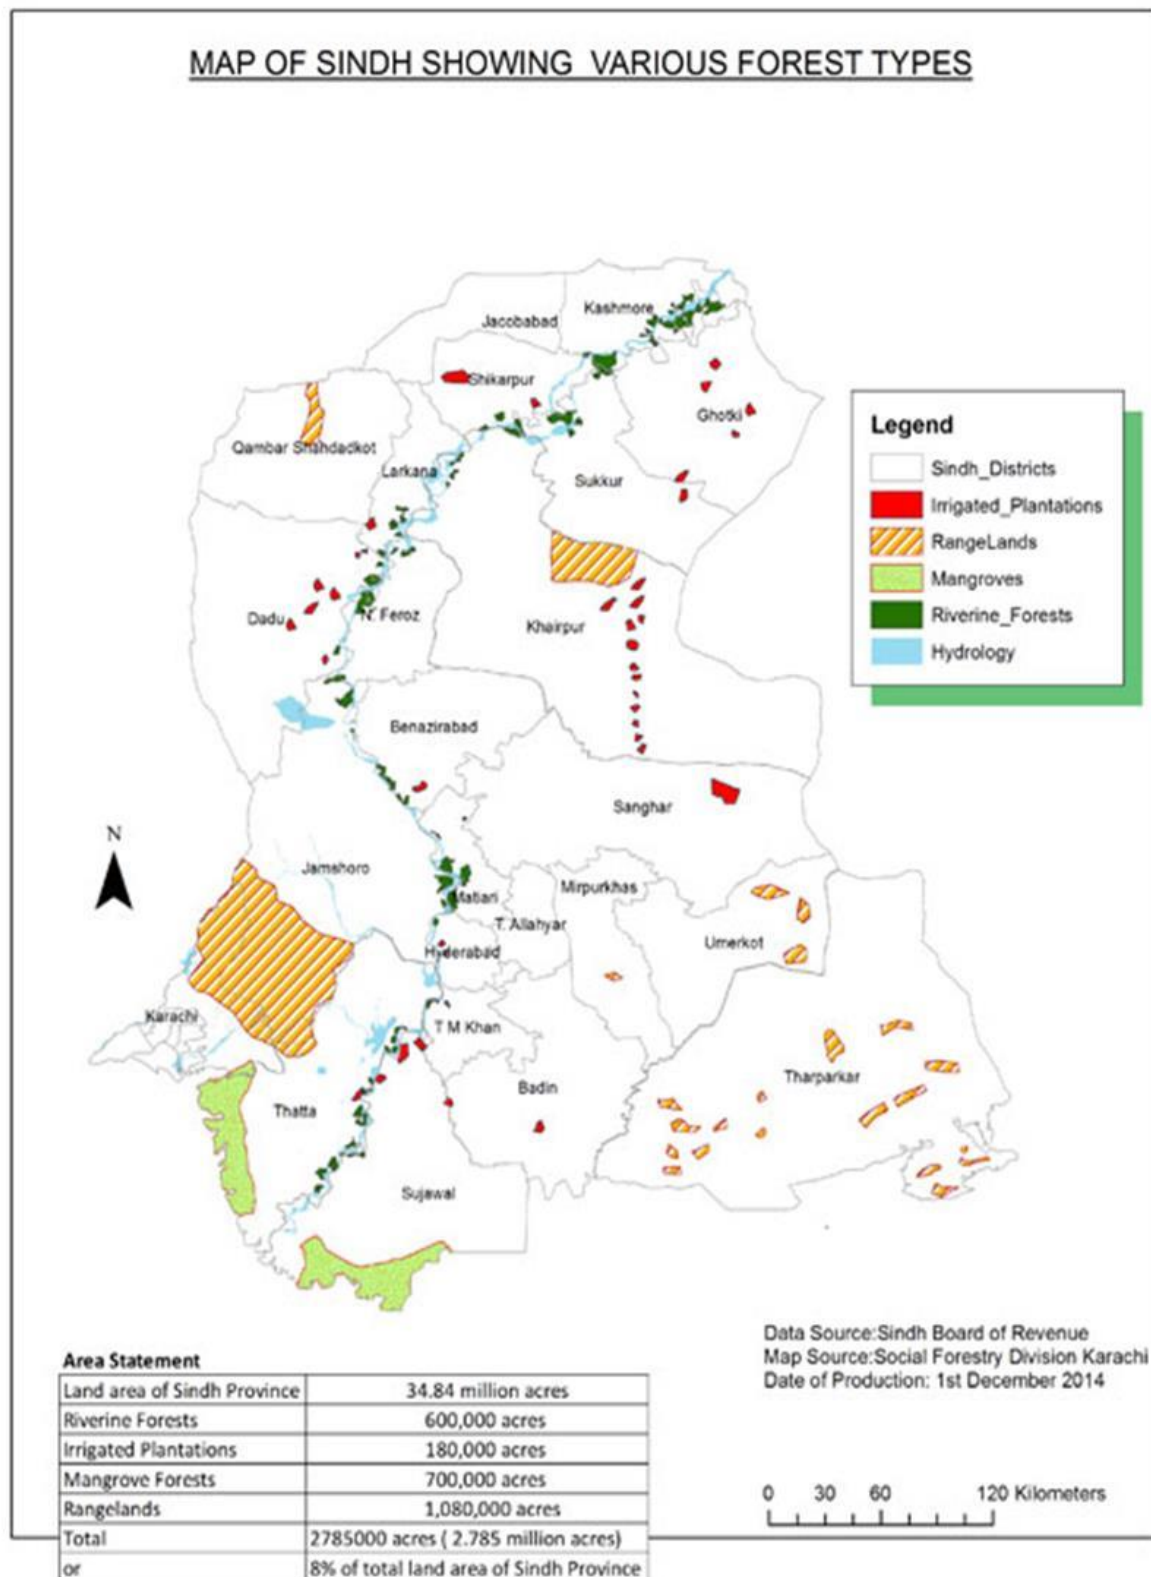 MAP OF SINDH SHOWING VARIOUS FOREST TYPES
Kashmore
Jacobabad
Shikarpur
Ghotki
Qambar Shahdadkot
Larkana
Sukkur
Dadu
N. Feroz
Khairpur
Benazirabad
Sanghar
Jamshoro
Matiari
Mirpurkhas
T. Allahyar
Umerkot
Hyderabad
Karachi
T M Khan
Tharparkar
Badin
Thatta
Sujawal
N
Legend
Sindh_Districts
Irrigated_Plantations
RangeLands
Mangroves
Riverine_Forests
Hydrology
Data Source:Sindh Board of Revenue
Map Source:Social Forestry Division Karachi
Date of Production: 1st December 2014
0 30 60 120 Kilometers
Area Statement
Land area of Sindh Province 34.84 million acres
Riverine Forests 600,000 acres
Irrigated Plantations 180,000 acres
Mangrove Forests 700,000 acres
Rangelands 1,080,000 acres
Total 2785000 acres ( 2.785 million acres)
or 8% of total land area of Sindh Province